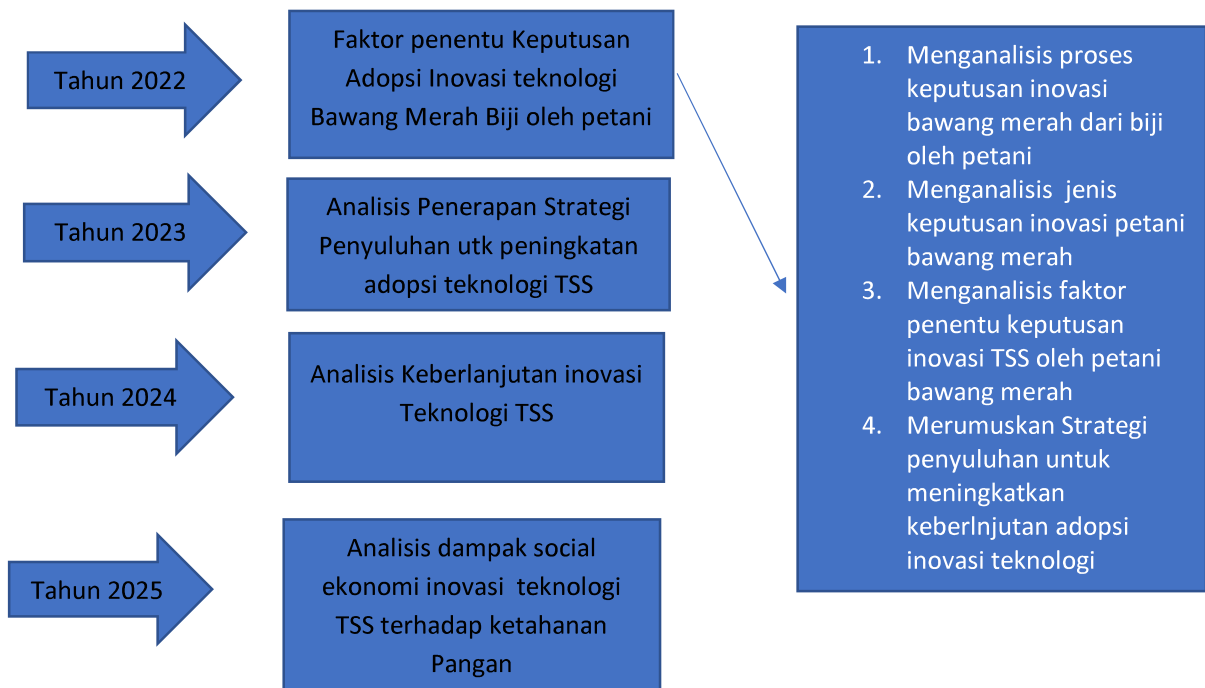 Tahun 2022
Faktor penentu Keputusan
Adopsi Inovasi teknologi
Bawang Merah Biji oleh petani
Tahun 2023
Analisis Penerapan Strategi
Penyuluhan utk peningkatan
adopsi teknologi TSS
Tahun 2024
Analisis Keberlanjutan inovasi
Teknologi TSS
Tahun 2025
Analisis dampak social
ekonomi inovasi teknologi
TSS terhadap ketahanan
Pangan
1. Menganalisis proses
keputusan inovasi
bawang merah dari biji
oleh petani
2. Menganalisis jenis
keputusan inovasi petani
bawang merah
3. Menganalisis faktor
penentu keputusan
inovasi TSS oleh petani
bawang merah
4. Merumuskan Strategi
penyuluhan untuk
meningkatkan
keberlnjutan adopsi
inovasi teknologi